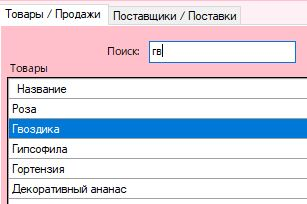 Товары / Продажи Поставщики / Поставки
Поиск: гв
Товары
Название
Роза
Гвоздика
Гипсофила
Гортензия
Декоративный ананас